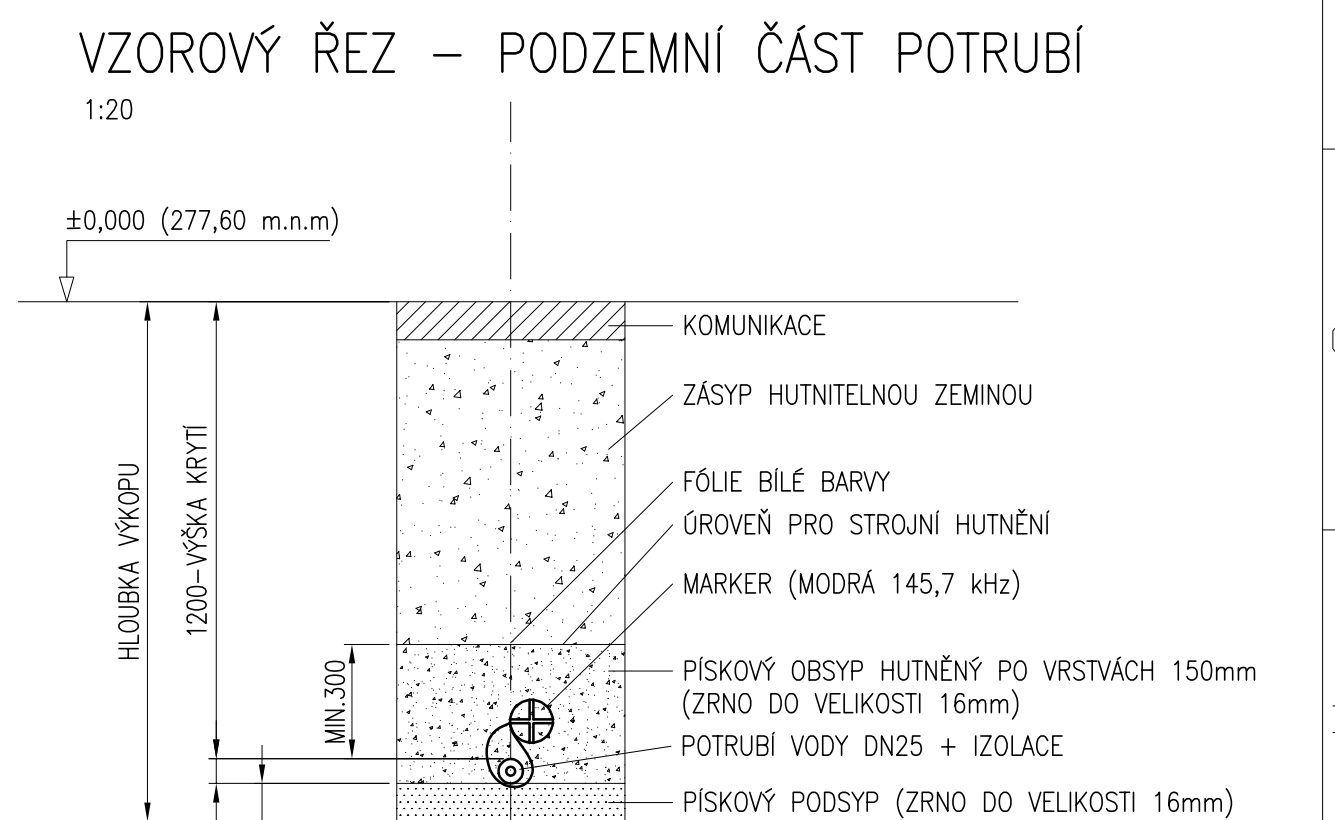 VZOROVÝ ŘEZ – PODZEMNÍ ČÁST POTRUBÍ
1:20
±0,000 (277,60 m.n.m)
KOMUNIKACE
ZÁSYP HUTNITELNOU ZEMINOU
FÓLIE BÍLÉ BARVY
ÚROVEŇ PRO STROJNÍ HUTNĚNÍ
MARKER (MODRÁ 145,7 kHz)
PÍSKOVÝ OBSYP HUTNĚNÝ PO VRSTVÁCH 150mm
(ZRNO DO VELIKOSTI 16mm)
POTRUBÍ VODY DN25 + IZOLACE
PÍSKOVÝ PODSYP (ZRNO DO VELIKOSTI 16mm)
HLOUBKA VÝKOPU
1200–VÝŠKA KRYTÍ
MIN.300